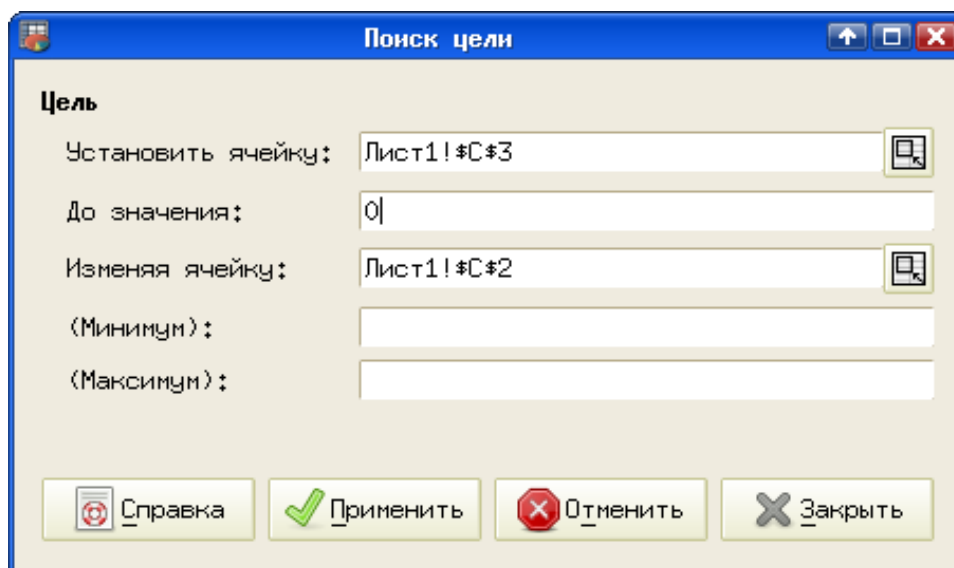 Поиск цели
Цель
Установить ячейку: Лист1!$C$3
До значения: 0
Изменяя ячейку: Лист1!$C$2
(Минимум):
(Максимум):
Справка Применить Отменить Закрыть